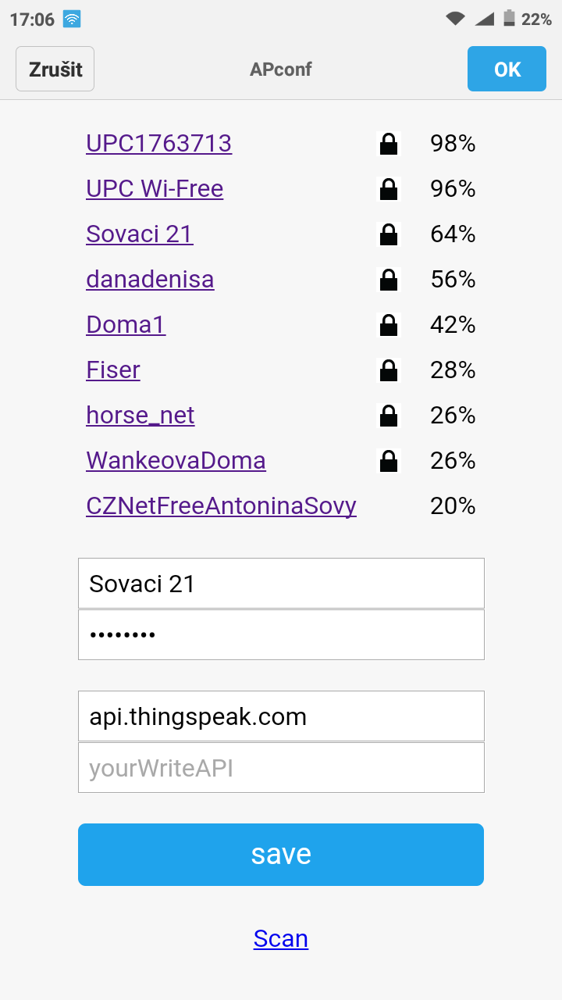 17:06 22%
Zrušit APconf OK
UPC1763713 98%
UPC Wi-Free 96%
Sovaci 21 64%
danadenisa 56%
Doma1 42%
Fiser 28%
horse_net 26%
WankeovaDoma 26%
CZNetFreeAntoninaSovy 20%
Sovaci 21
••••••••
api.thingspeak.com
yourWriteAPI
save
Scan